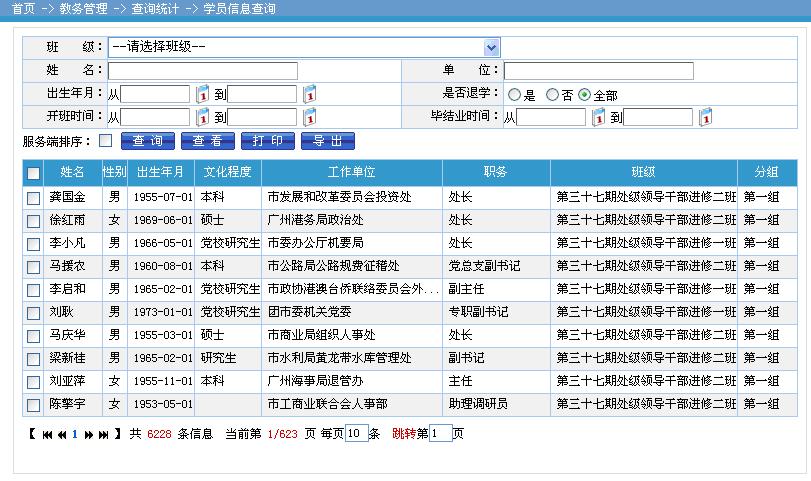 首页 -> 教务管理 -> 查询统计 -> 学员信息查询
班 级： --请选择班级--
姓 名： 单 位：
出生年月： 从 到 是否退学： 是 否 全部
开班时间： 从 到 毕结业时间： 从 到
服务端排序： 查 询 查 看 打 印 导 出
姓名 性别 出生年月 文化程度 工作单位 职务 班级 分组
龚国金 男 1955-07-01 本科 市发展和改革委员会投资处 处长 第三十七期处级领导干部进修二班 第一组
徐红雨 女 1969-06-01 硕士 广州港务局政治处 处长 第三十七期处级领导干部进修二班 第一组
李小凡 男 1966-05-01 党校研究生 市委办公厅机要局 处长 第三十七期处级领导干部进修一班 第一组
马援农 男 1960-08-01 本科 市公路局公路规费征稽处 党总支副书记 第三十七期处级领导干部进修二班 第一组
李启和 男 1965-02-01 党校研究生 市政协港澳台侨联络委员会外... 副主任 第三十七期处级领导干部进修一班 第一组
刘耿 男 1973-01-01 党校研究生 团市委机关党委 专职副书记 第三十七期处级领导干部进修一班 第一组
马庆华 男 1955-03-01 硕士 市商业局组织人事处 处长 第三十七期处级领导干部进修二班 第一组
梁新桂 男 1965-02-01 研究生 市水利局黄龙带水库管理处 副书记 第三十七期处级领导干部进修二班 第一组
刘亚萍 女 1955-11-01 本科 广州海事局退管办 主任 第三十七期处级领导干部进修二班 第一组
陈擎宇 女 1953-05-01 市工商业联合会人事部 助理调研员 第三十七期处级领导干部进修二班 第一组
【 1 】 共 6228 条信息 当前第 1/623 页 每页 10 条 跳转第 1 页